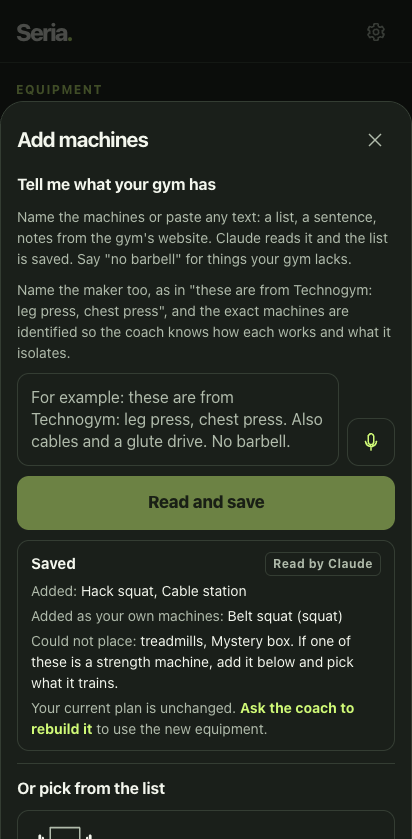 Seria.
EQUIPMENT
Add machines
Tell me what your gym has
Name the machines or paste any text: a list, a sentence,
notes from the gym's website. Claude reads it and the list
is saved. Say "no barbell" for things your gym lacks.
Name the maker too, as in "these are from Technogym:
leg press, chest press", and the exact machines are
identified so the coach knows how each works and what it
isolates.
For example: these are from
Technogym: leg press, chest press. Also
cables and a glute drive. No barbell.
Read and save
Saved
Read by Claude
Added: Hack squat, Cable station
Added as your own machines: Belt squat (squat)
Could not place: treadmills, Mystery box. If one of
these is a strength machine, add it below and pick
what it trains.
Your current plan is unchanged. Ask the coach to
rebuild it to use the new equipment.
Or pick from the list